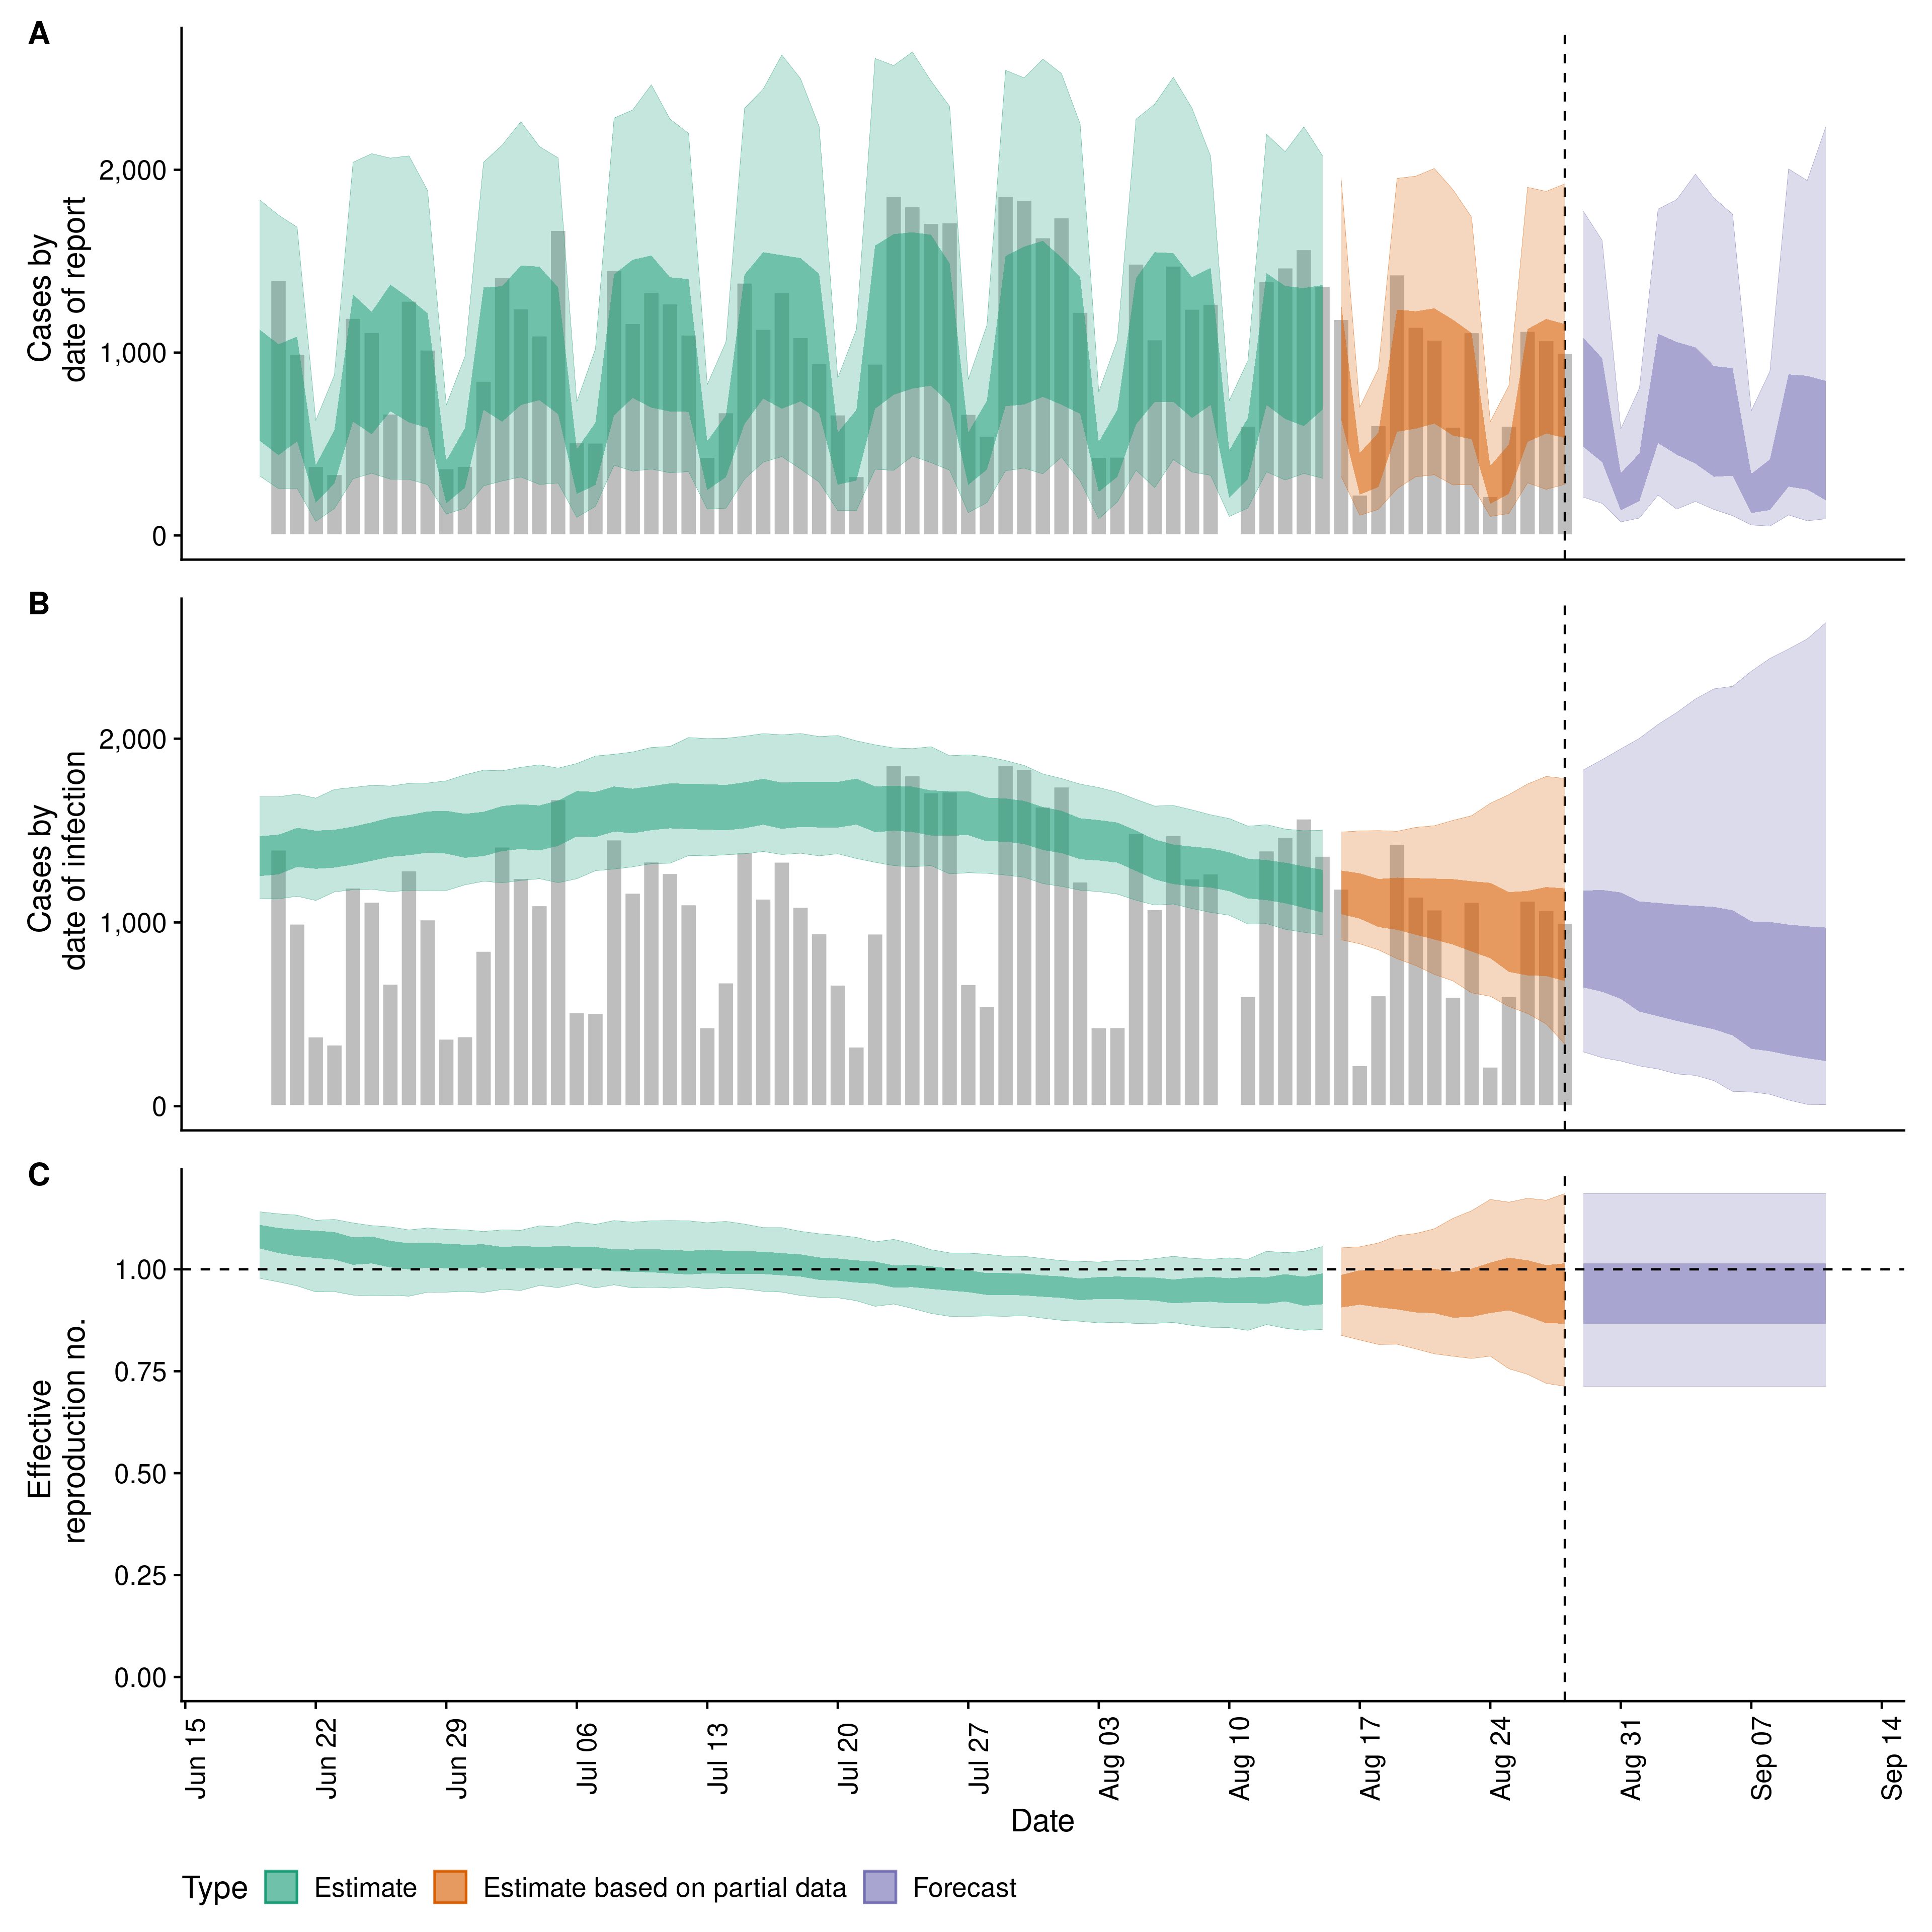 A
Cases by
date of report
2,000
1,000
0
B
Cases by
date of infection
2,000
1,000
0
C
Effective
reproduction no.
1.00
0.75
0.50
0.25
0.00
Jun 15
Jun 22
Jun 29
Jul 06
Jul 13
Jul 20
Jul 27
Aug 03
Aug 10
Aug 17
Aug 24
Aug 31
Sep 07
Sep 14
Date
Type
Estimate
Estimate based on partial data
Forecast